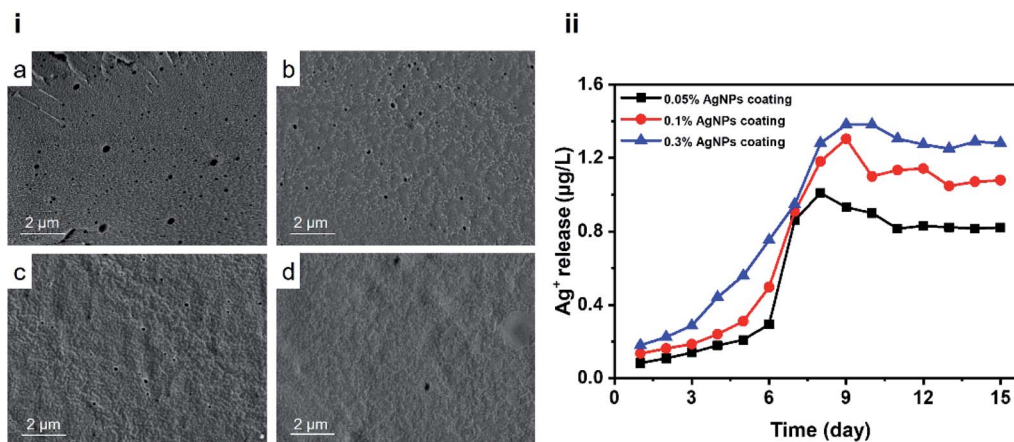 i
a
2 μm
b
2 μm
c
2 μm
d
2 μm
ii
1.6
1.2
0.8
0.4
0
Ag⁺ release (μg/L)
0.05% AgNPs coating
0.1% AgNPs coating
0.3% AgNPs coating
0 3 6 9 12 15
Time (day)